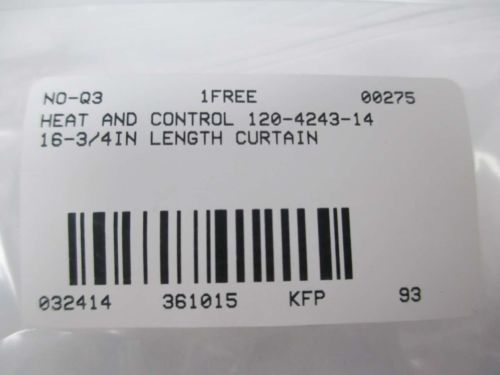 NO-Q3 1FREE 00275
HEAT AND CONTROL 120-4243-14
16-3/4IN LENGTH CURTAIN
032414 361015 KFP 93